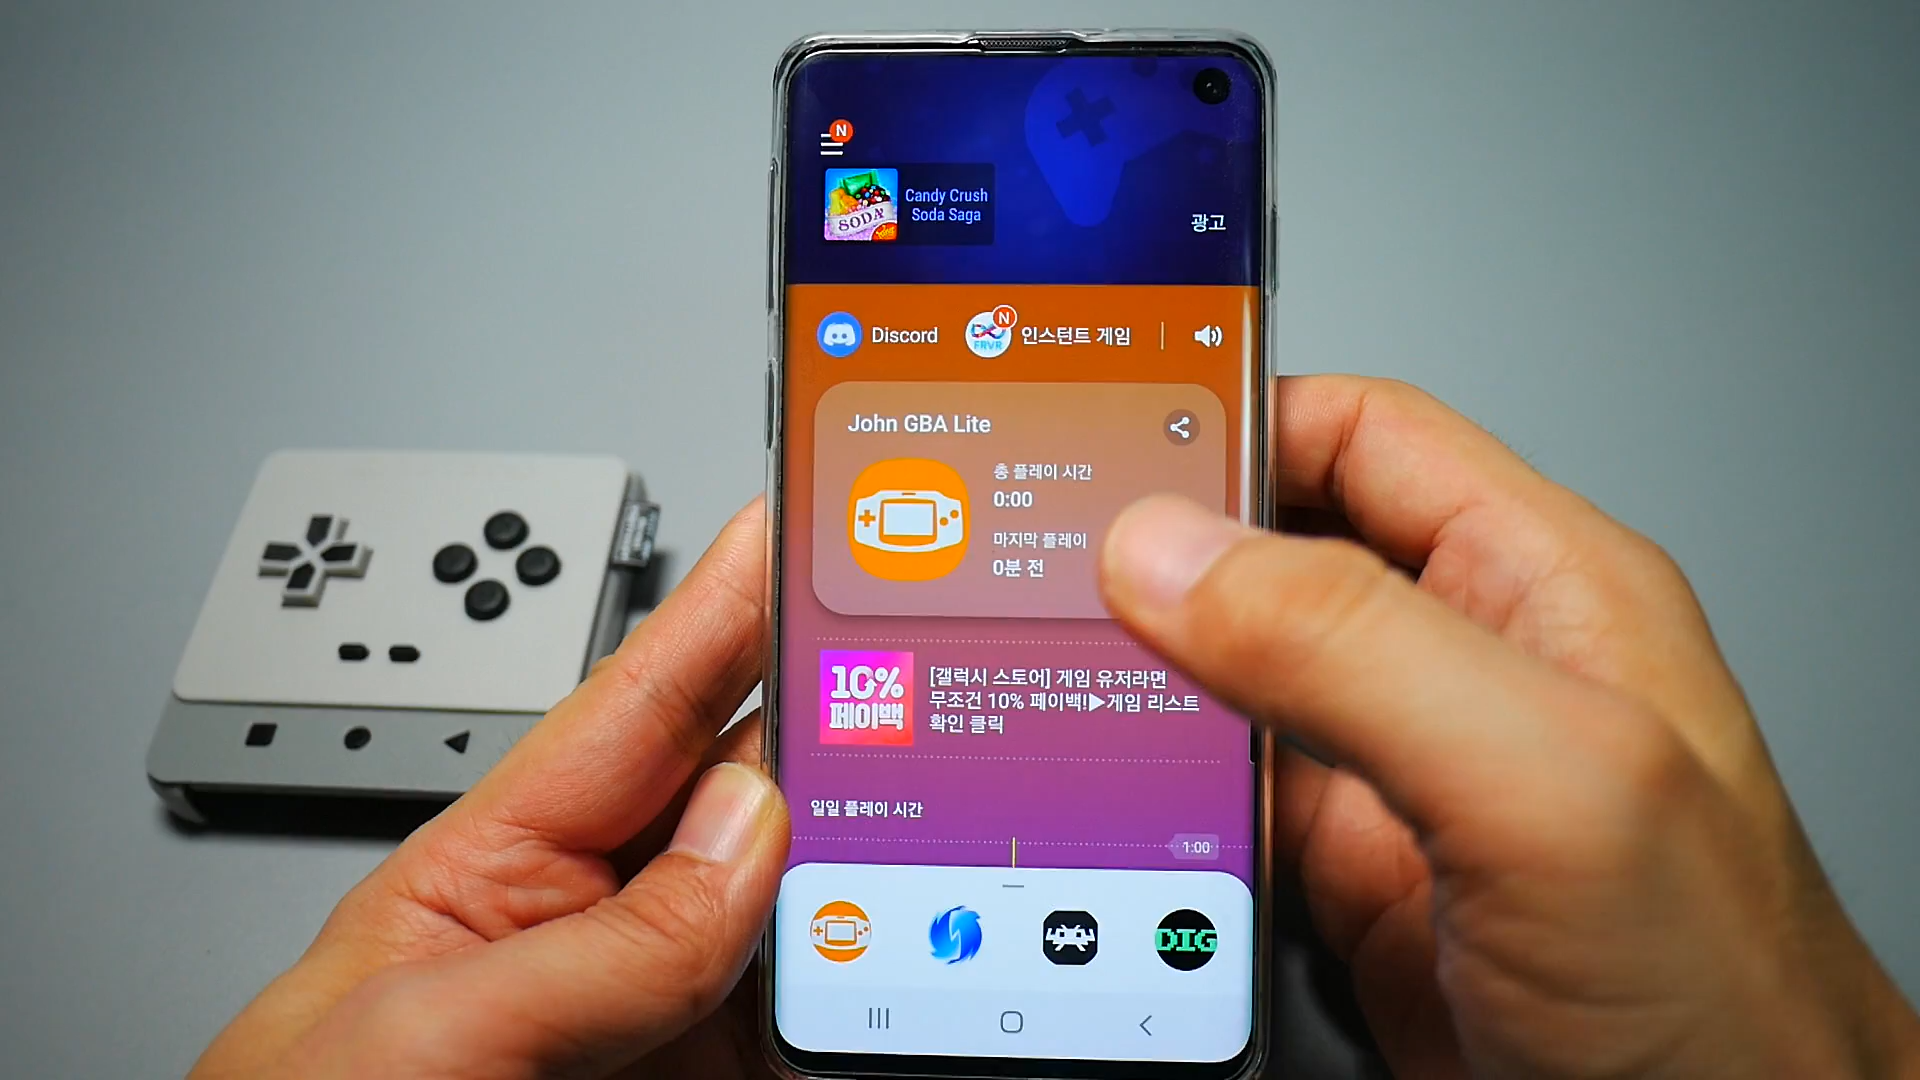 N
Candy Crush
Soda Saga
SODA
광고
Discord
N
FRVR
인스턴트 게임
John GBA Lite
총 플레이 시간
0:00
마지막 플레이
0분 전
10%
페이백
[갤럭시 스토어] 게임 유저라면
무조건 10% 페이백!▶게임 리스트
확인 클릭
일일 플레이 시간
1:00
DIG